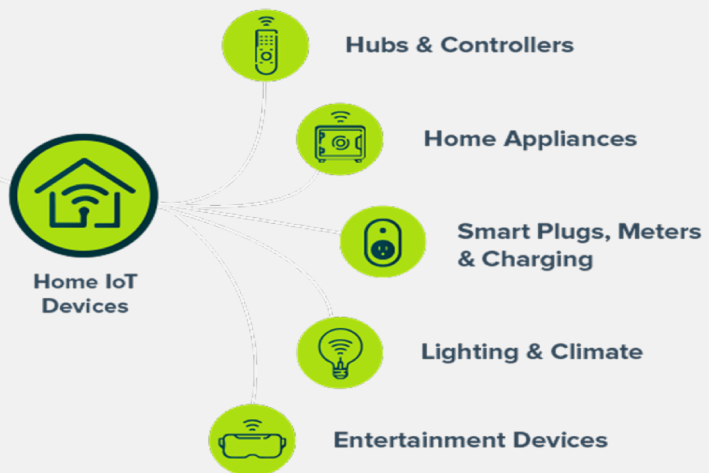 Hubs & Controllers
Home Appliances
Smart Plugs, Meters
& Charging
Home IoT
Devices
Lighting & Climate
Entertainment Devices